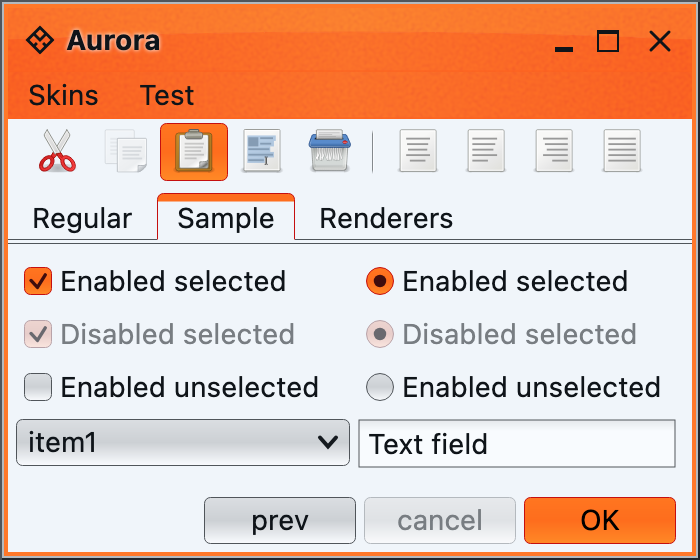 Aurora
Skins Test
Regular Sample Renderers
Enabled selected Enabled selected
Disabled selected Disabled selected
Enabled unselected Enabled unselected
item1 Text field
prev cancel OK